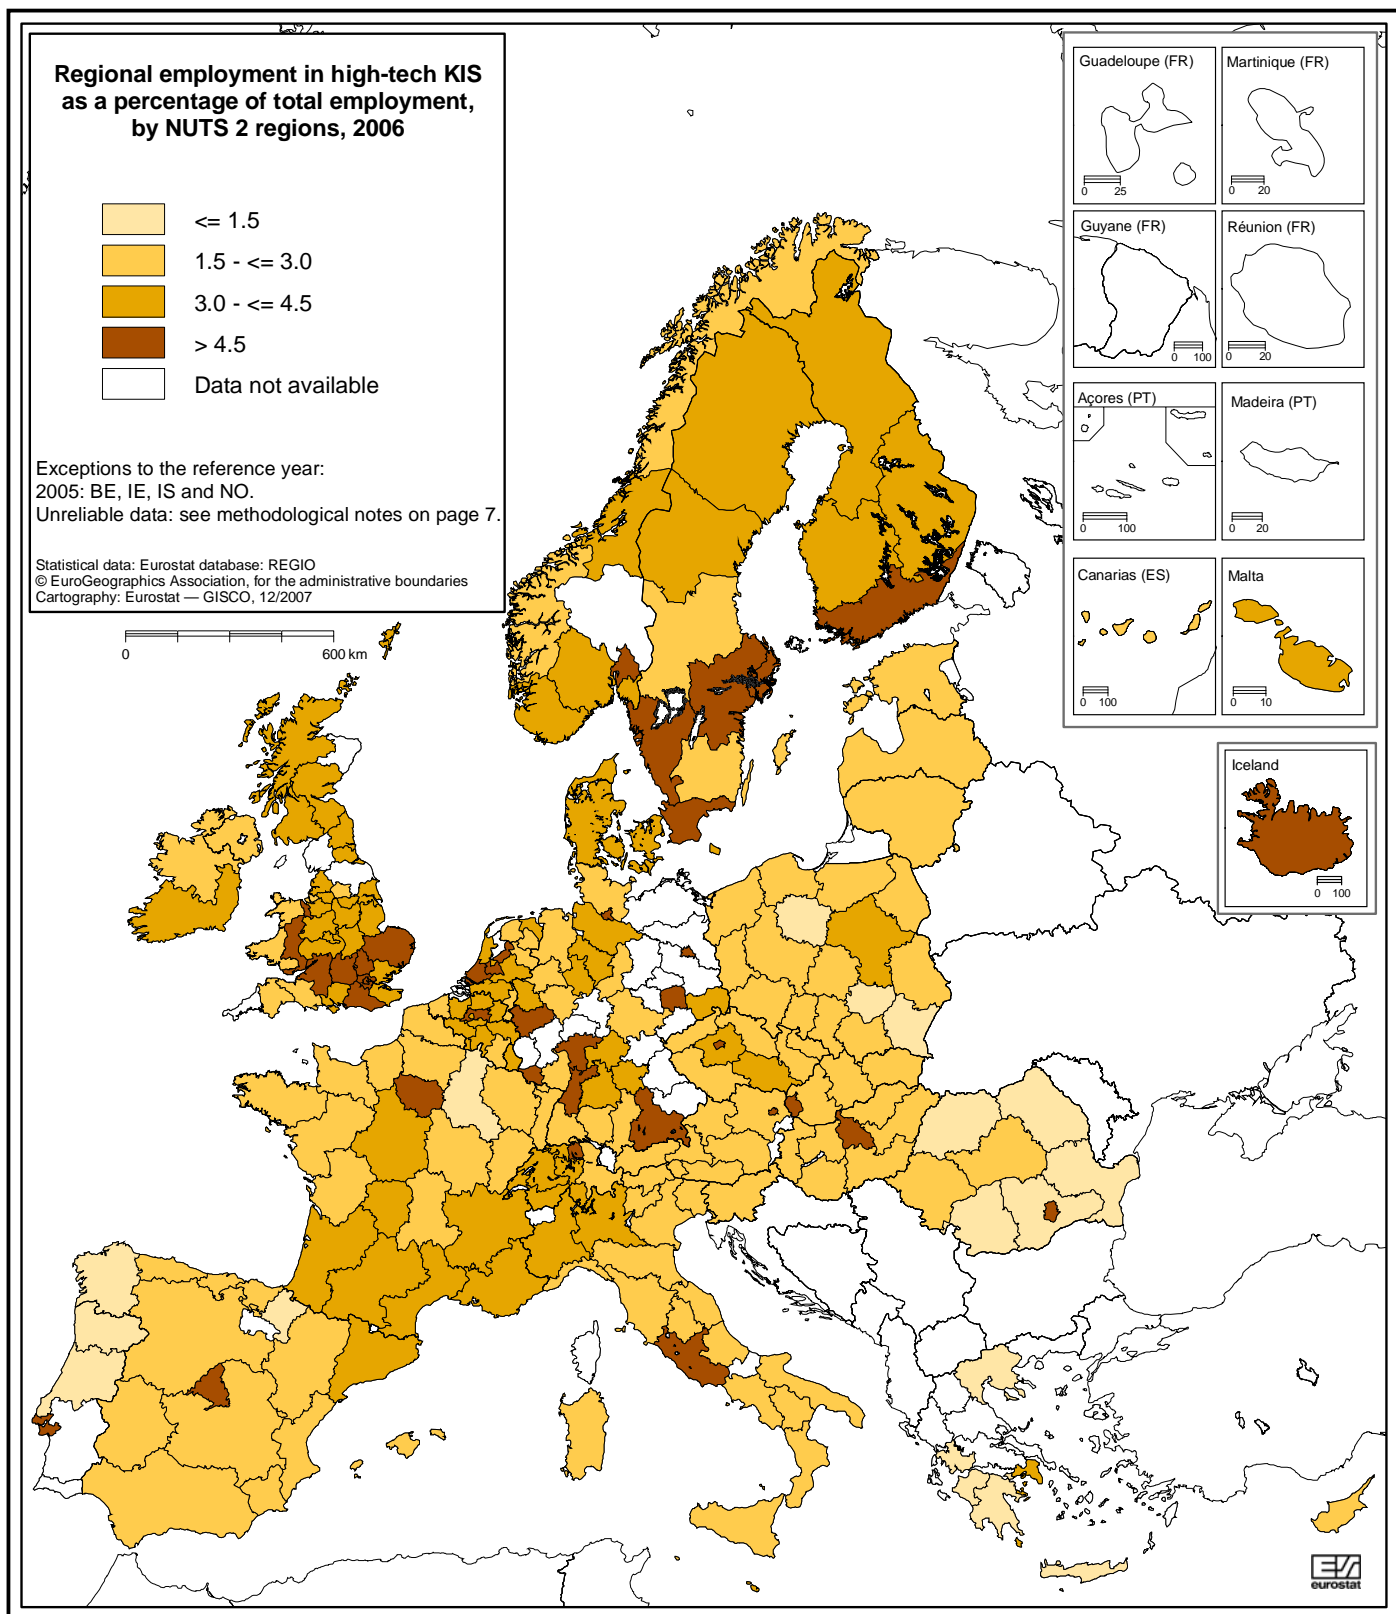 Regional employment in high-tech KIS
as a percentage of total employment,
by NUTS 2 regions, 2006
<= 1.5
1.5 - <= 3.0
3.0 - <= 4.5
> 4.5
Data not available
Exceptions to the reference year:
2005: BE, IE, IS and NO.
Unreliable data: see methodological notes on page 7.
Statistical data: Eurostat database: REGIO
© EuroGeographics Association, for the administrative boundaries
Cartography: Eurostat — GISCO, 12/2007
0 600 km
Guadeloupe (FR)
0 25
Martinique (FR)
0 20
Guyane (FR)
0 100
Réunion (FR)
0 20
Açores (PT)
0 100
Madeira (PT)
0 20
Canarias (ES)
0 100
Malta
0 10
Iceland
0 100
eurostat